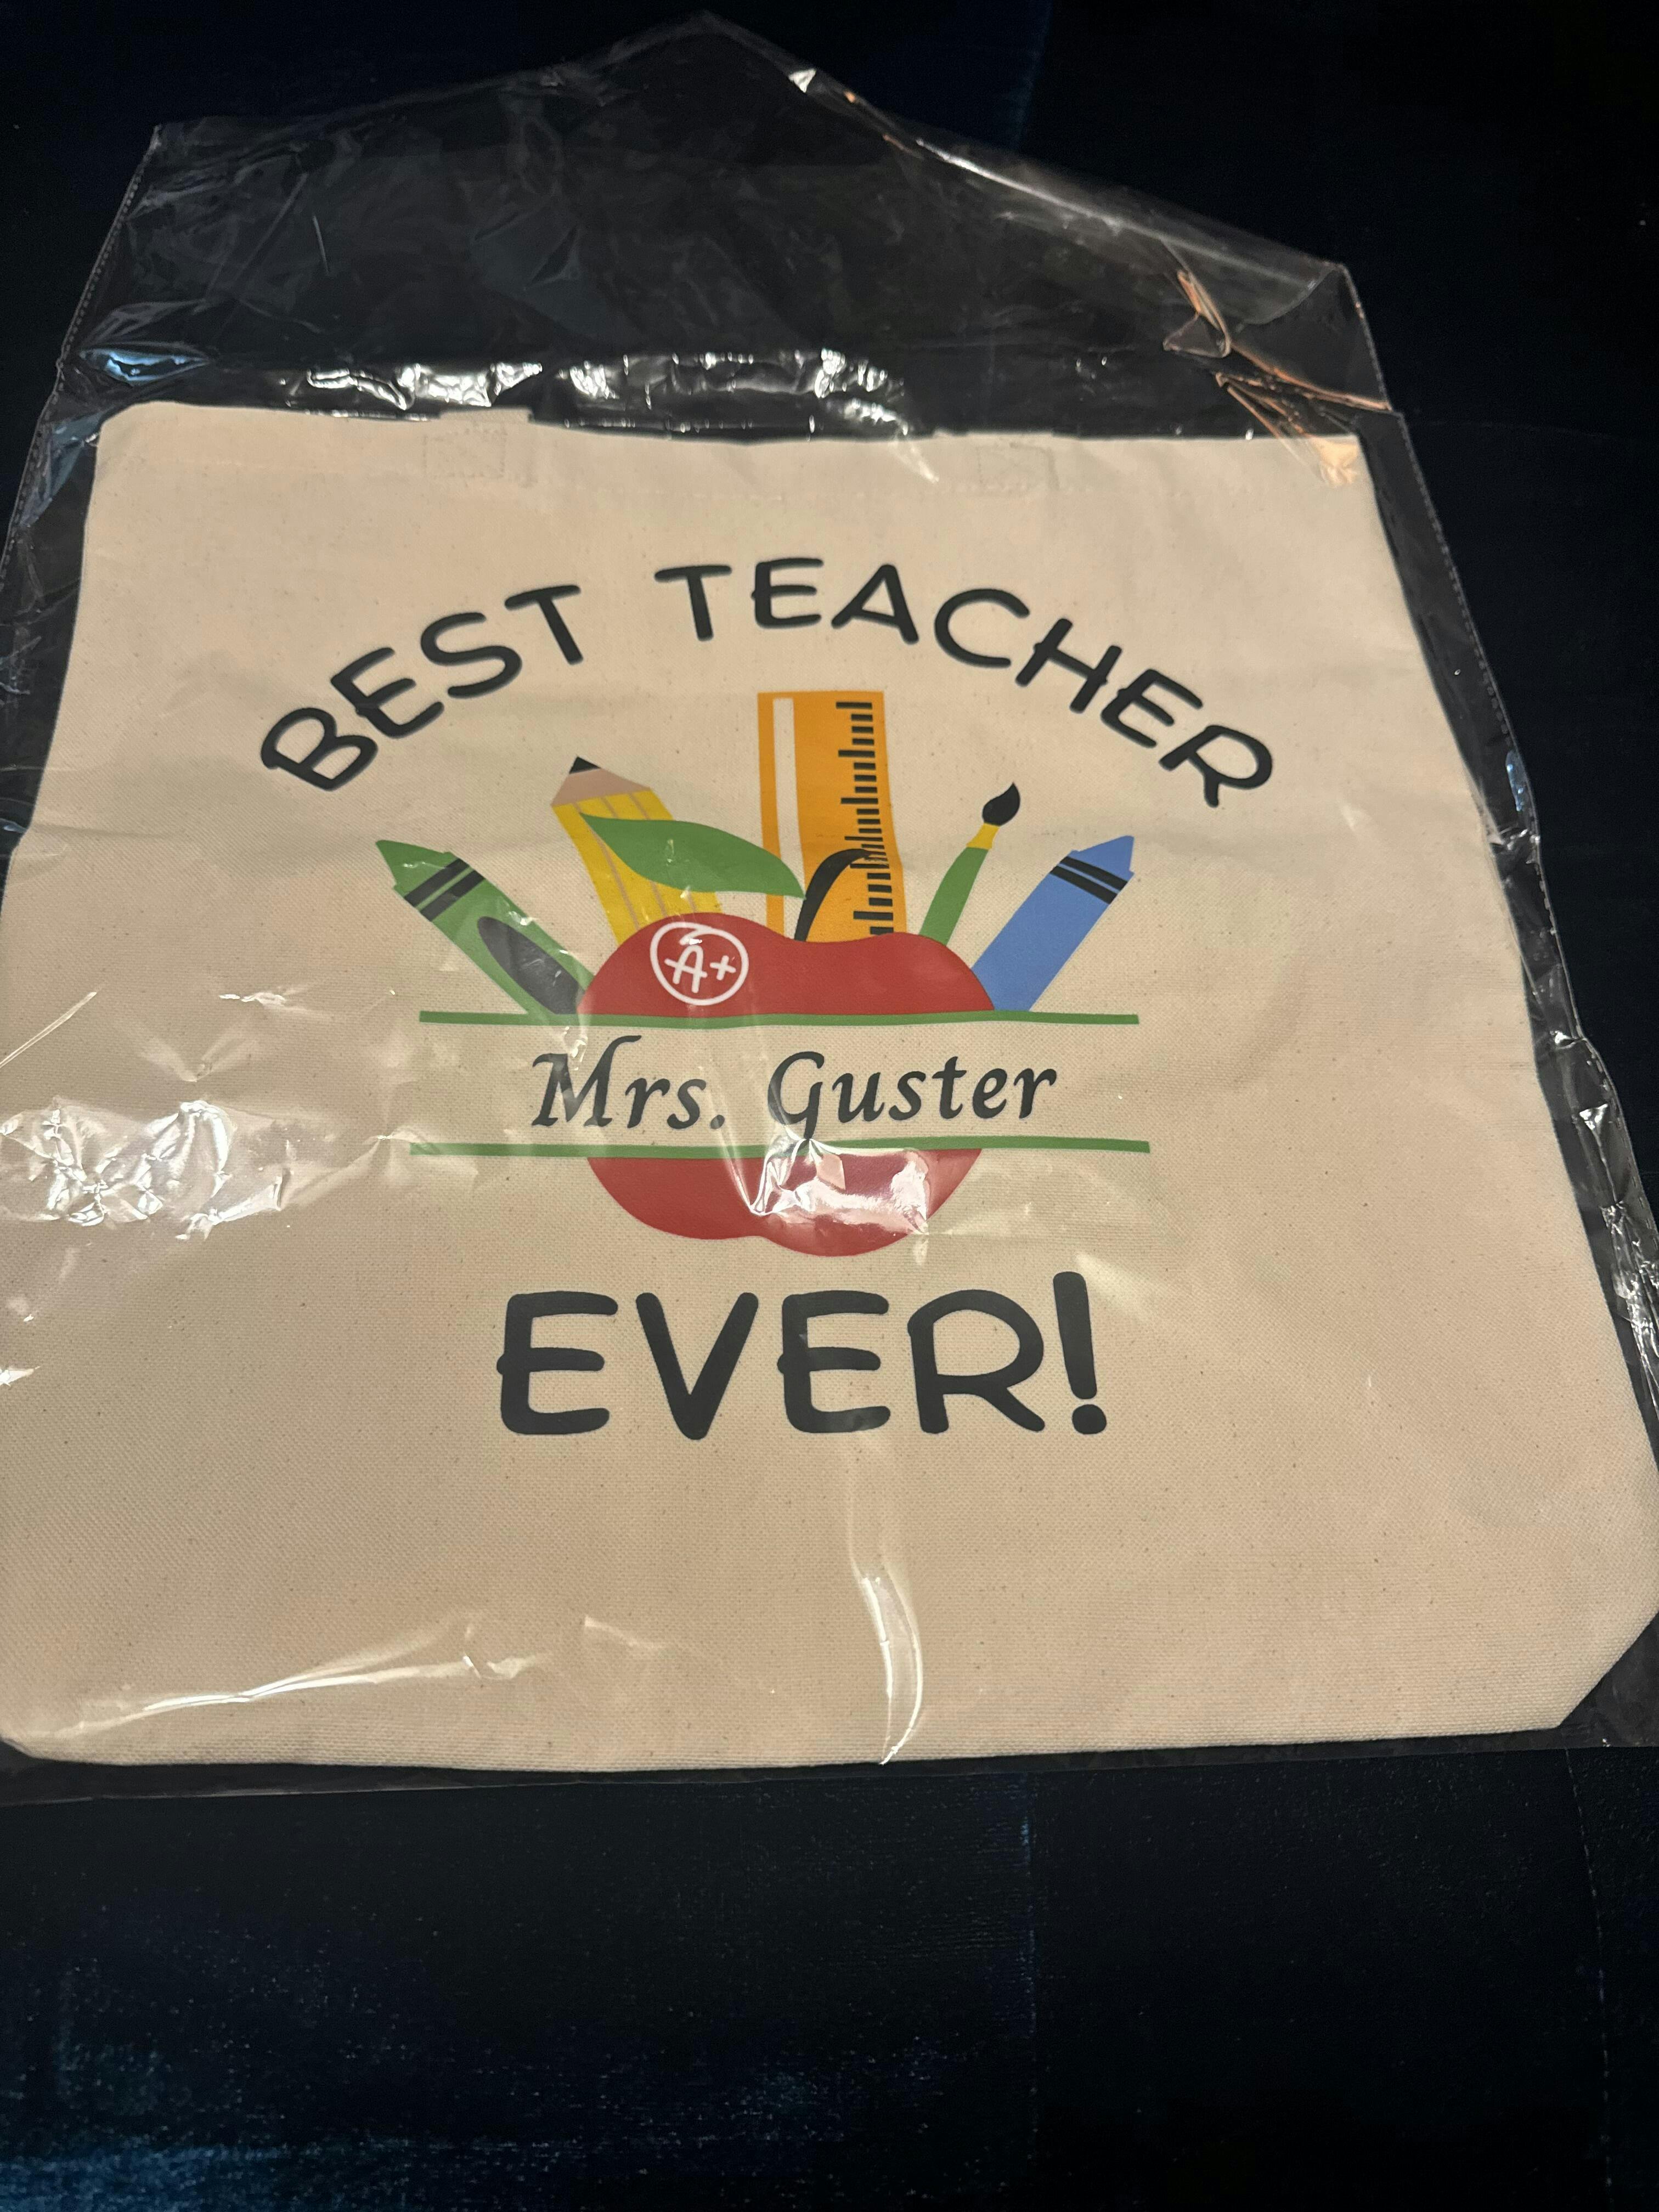 BEST TEACHER
A+
Mrs. Guster
EVER!